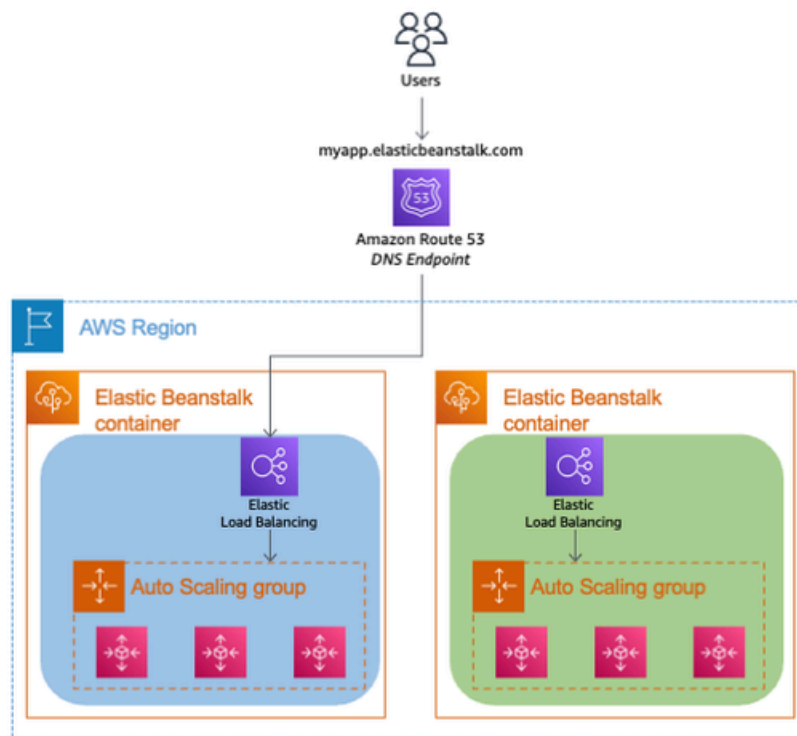 Users
myapp.elasticbeanstalk.com
53
Amazon Route 53
DNS Endpoint
AWS Region
Elastic Beanstalk
container
Elastic
Load Balancing
Auto Scaling group
Elastic Beanstalk
container
Elastic
Load Balancing
Auto Scaling group